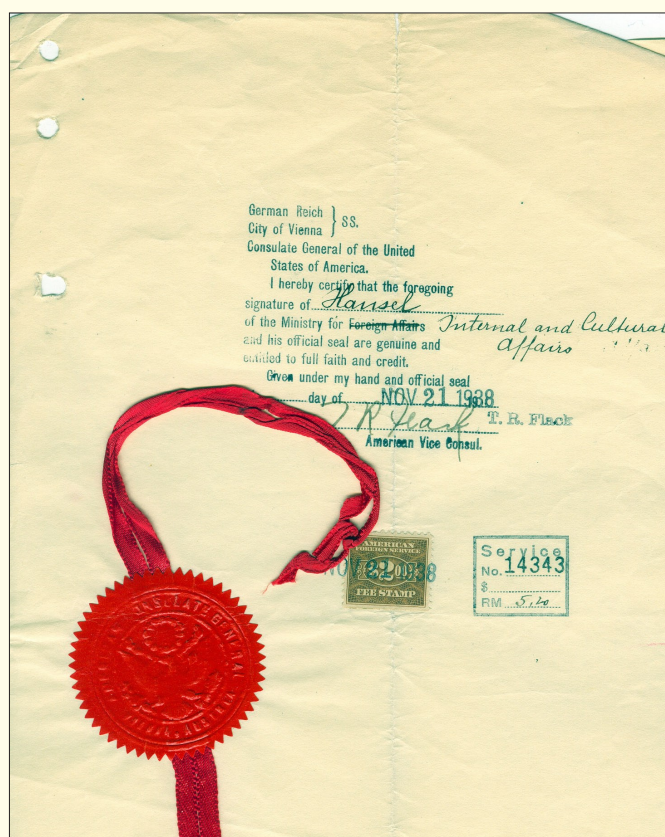 German Reich } SS.
City of Vienna
Consulate General of the United
States of America.
I hereby certify that the foregoing
signature of Hansel
of the Ministry for Foreign Affairs Internal and Cultural
and his official seal are genuine and Affairs
entitled to full faith and credit.
Given under my hand and official seal
day of NOV 21 1938
T R Flack T. R. Flack
American Vice Consul.
AMERICAN
FOREIGN SERVICE
NOV 21 1938
FEE STAMP
Service
No. 14343
$
RM 5,20
CONSULATE GENERAL
VIENNA, AUSTRIA